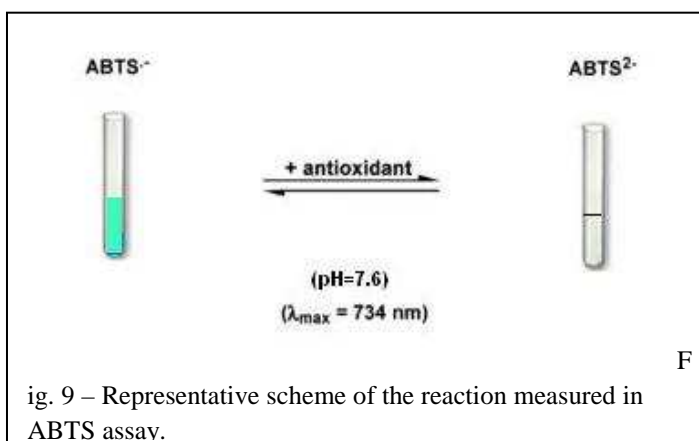 ABTS·- ABTS2-
+ antioxidant
(pH=7.6)
(λmax = 734 nm)
F
ig. 9 – Representative scheme of the reaction measured in
ABTS assay.